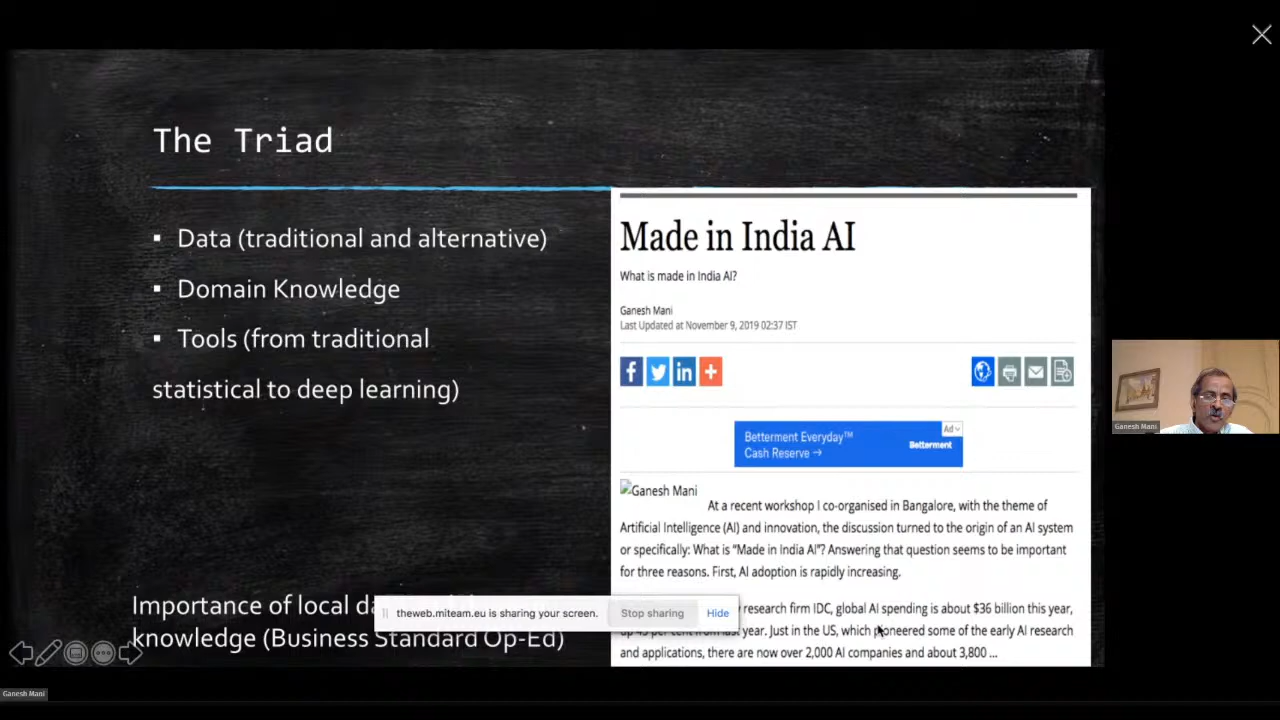 The Triad
▪ Data (traditional and alternative)
▪ Domain Knowledge
▪ Tools (from traditional
statistical to deep learning)
Importance of local
knowledge (Business Standard Op-Ed)
Made in India AI
What is made in India AI?
Ganesh Mani
Last Updated at November 9, 2019 02:37 IST
Betterment Everyday™
Cash Reserve →
Betterment
Ad
Ganesh Mani
At a recent workshop I co-organised in Bangalore, with the theme of
Artificial Intelligence (AI) and innovation, the discussion turned to the origin of an AI system
or specifically: What is “Made in India AI”? Answering that question seems to be important
for three reasons. First, AI adoption is rapidly increasing.
research firm IDC, global AI spending is about $36 billion this year,
year. Just in the US, which pioneered some of the early AI research
and applications, there are now over 2,000 AI companies and about 3,800 ...
theweb.miteam.eu is sharing your screen.
Stop sharing
Hide
Ganesh Mani
Ganesh Mani